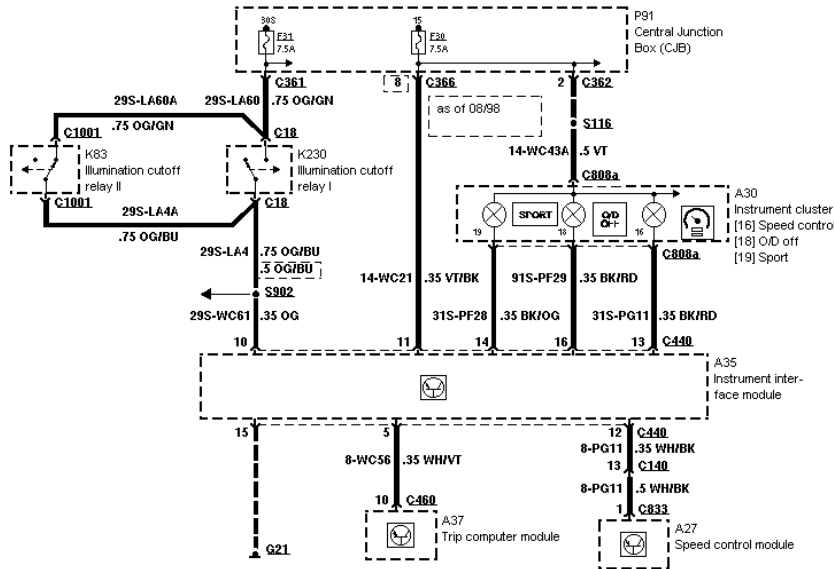 30S
15
P91
Central Junction
Box (CJB)
F31
7.5A
F30
7.5A
29S-LA60A
29S-LA60
C361
.75 OG/GN
8
C366
2
C362
.75 OG/GN
as of 08/98
S116
C1001
C18
14-WC43A
.5 VT
K83
Illumination cutoff
relay II
K230
Illumination cutoff
relay I
C808a
A30
Instrument cluster
[16] Speed control
[18] O/D off
[19] Sport
SPORT
O/D
OFF
19
18
16
C1001
C18
29S-LA4A
.75 OG/BU
C808a
29S-LA4
.75 OG/BU
.5 OG/BU
14-WC21
.35 VT/BK
91S-PF29
.35 BK/RD
S902
29S-WC61
.35 OG
31S-PF28
.35 BK/OG
31S-PG11
.35 BK/RD
10
11
14
16
13
C440
A35
Instrument inter-
face module
15
5
12
C440
8-PG11
.35 WH/BK
8-WC56
.35 WH/VT
13
C140
8-PG11
.5 WH/BK
10
C460
1
C833
A37
Trip computer module
A27
Speed control module
G21